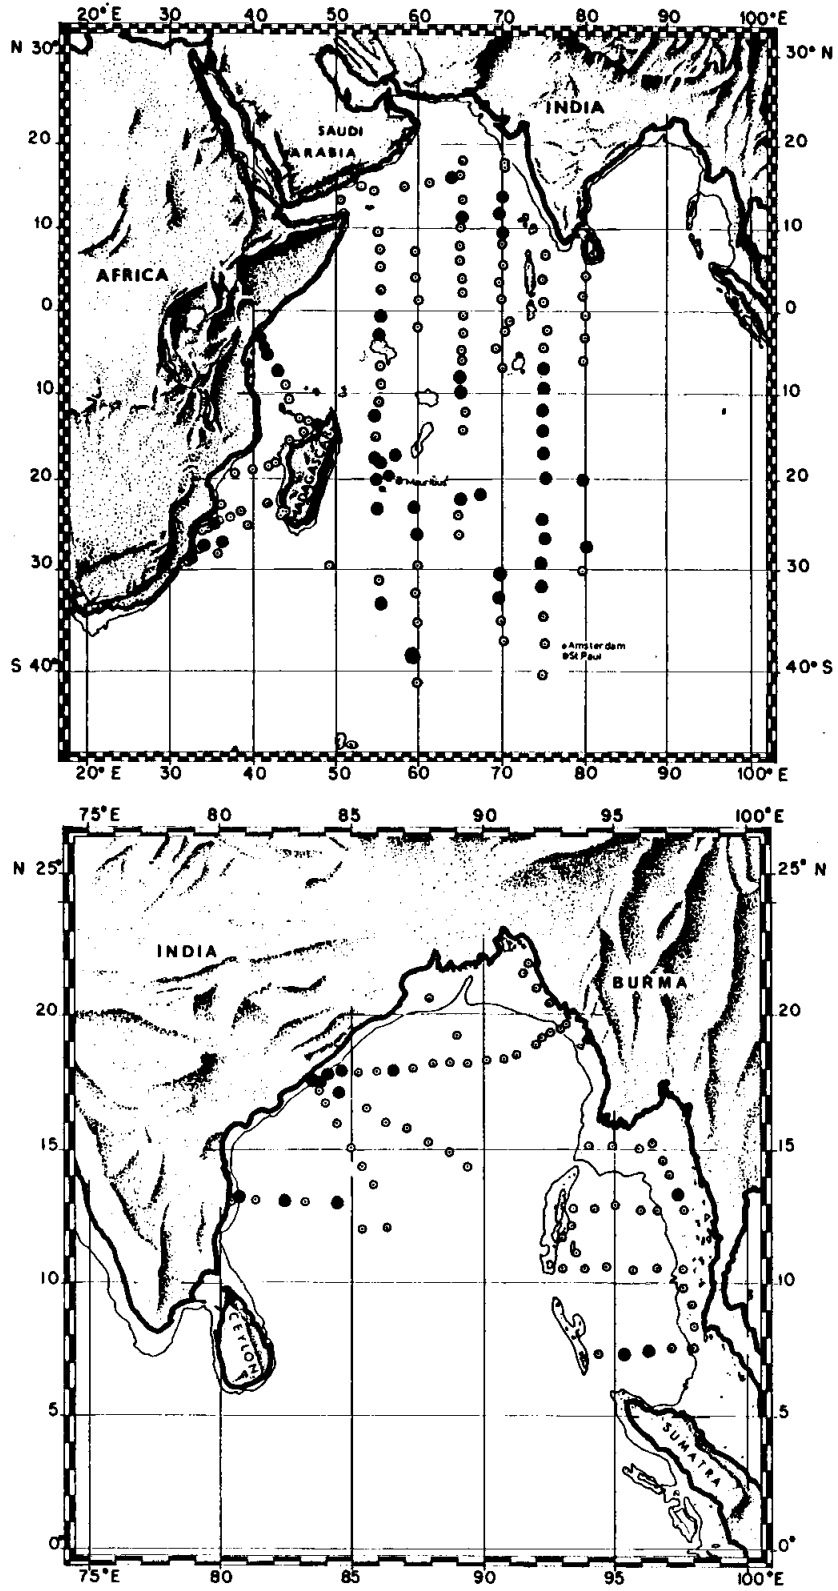 20° E 30 40 50 60 70 80 90 100°E
N 30° 30° N
INDIA
SAUDI
ARABIA
20 20
10 10
AFRICA
0 0
10 10
MADAGASCAR
20 20
Mauritius
30 30
Amsterdam
St Paul
S 40° 40° S
20° E 30 40 50 60 70 80 90 100°E
75°E 80 85 90 95 100°E
N 25° 25° N
INDIA
BURMA
20 20
15 15
10 10
CEYLON
5 5
SUMATRA
0° 0°
75°E 80 85 90 95 100°E